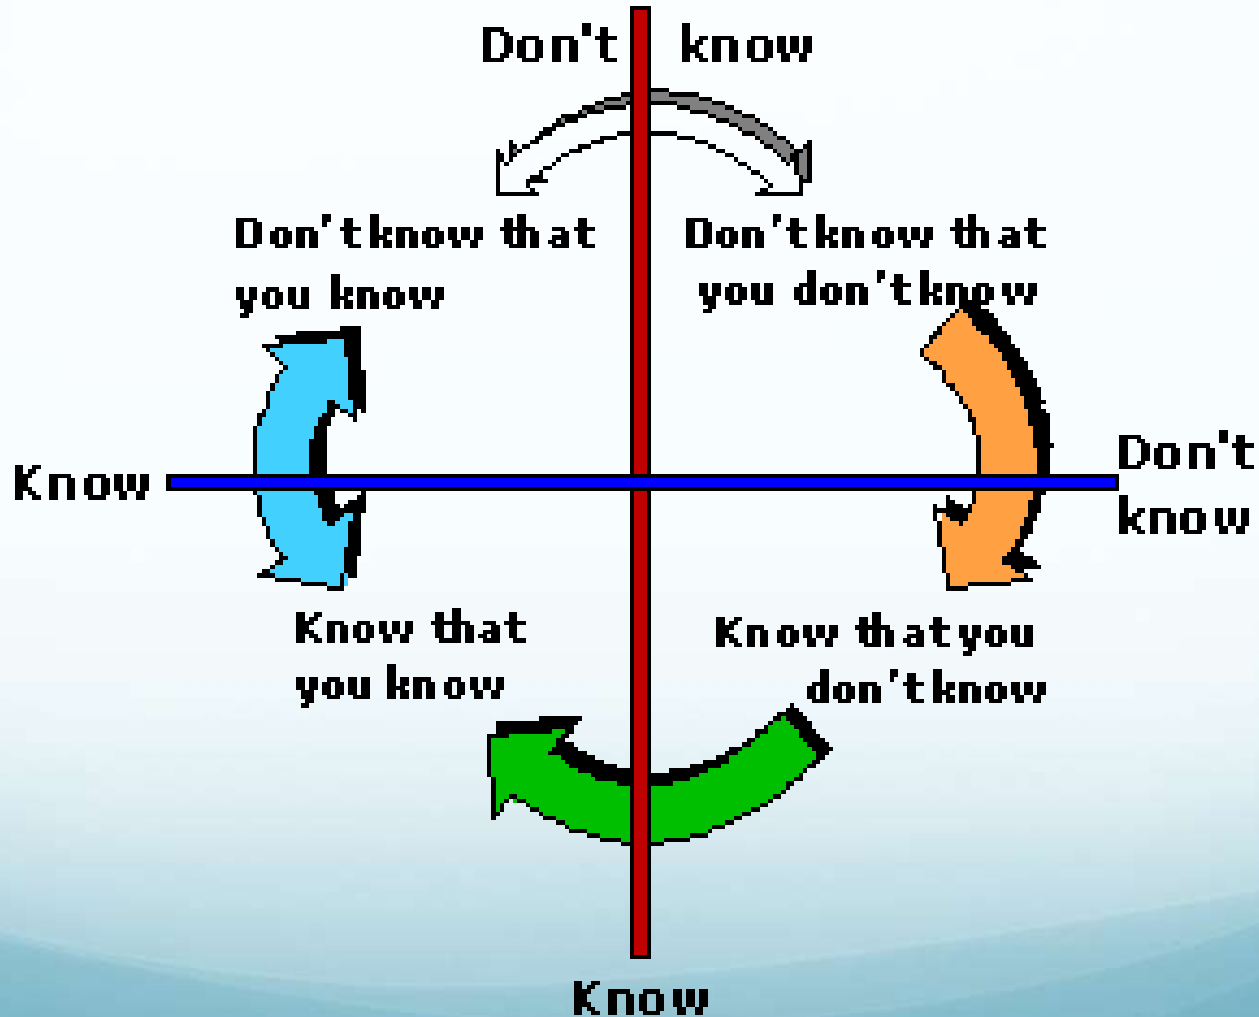 Don't know
Don't know that
you know
Don't know that
you don't know
Know
Don't
know
Know that
you know
Know that you
don't know
Know